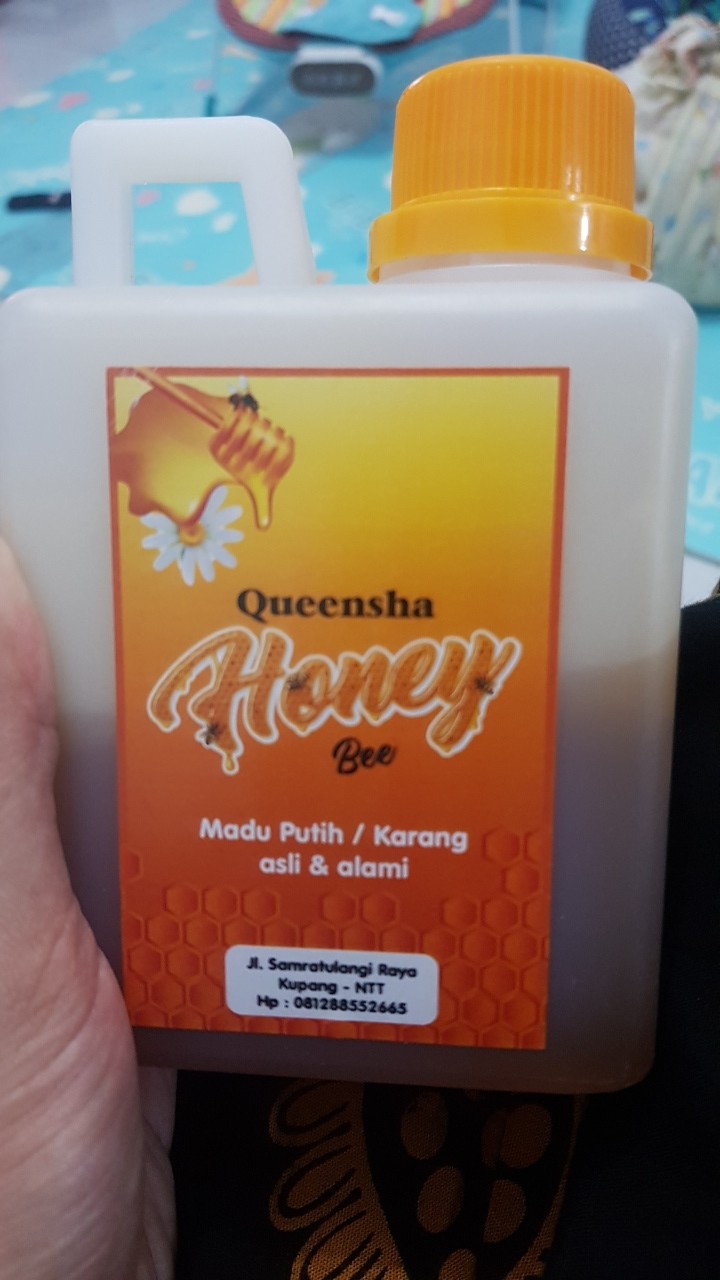 Queensha
Honey
Bee
Madu Putih / Karang
asli & alami
Jl. Samratulangi Raya
Kupang - NTT
Hp : 081288552665